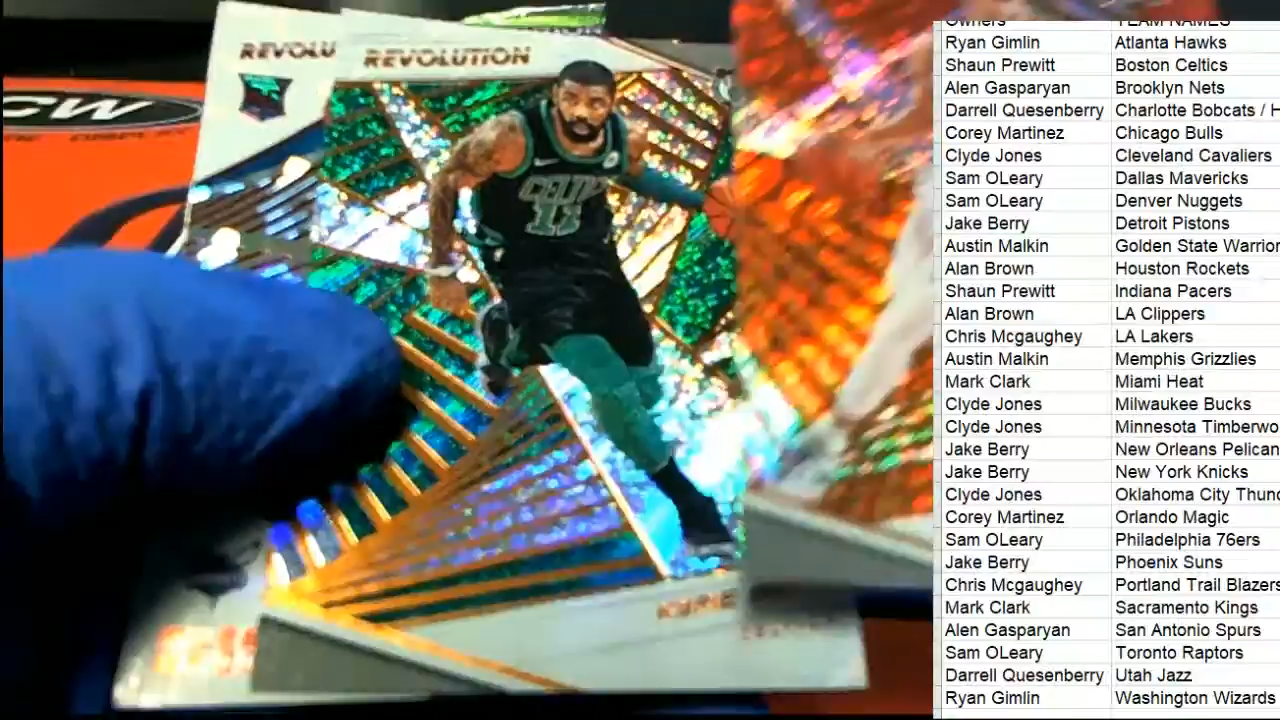 REVOLU
REVOLUTION
CW
CELTI
11
KYRIE
Owners TEAM NAMES
Ryan Gimlin Atlanta Hawks
Shaun Prewitt Boston Celtics
Alen Gasparyan Brooklyn Nets
Darrell Quesenberry Charlotte Bobcats / H
Corey Martinez Chicago Bulls
Clyde Jones Cleveland Cavaliers
Sam OLeary Dallas Mavericks
Sam OLeary Denver Nuggets
Jake Berry Detroit Pistons
Austin Malkin Golden State Warrior
Alan Brown Houston Rockets
Shaun Prewitt Indiana Pacers
Alan Brown LA Clippers
Chris Mcgaughey LA Lakers
Austin Malkin Memphis Grizzlies
Mark Clark Miami Heat
Clyde Jones Milwaukee Bucks
Clyde Jones Minnesota Timberwo
Jake Berry New Orleans Pelican
Jake Berry New York Knicks
Clyde Jones Oklahoma City Thund
Corey Martinez Orlando Magic
Sam OLeary Philadelphia 76ers
Jake Berry Phoenix Suns
Chris Mcgaughey Portland Trail Blazers
Mark Clark Sacramento Kings
Alen Gasparyan San Antonio Spurs
Sam OLeary Toronto Raptors
Darrell Quesenberry Utah Jazz
Ryan Gimlin Washington Wizards